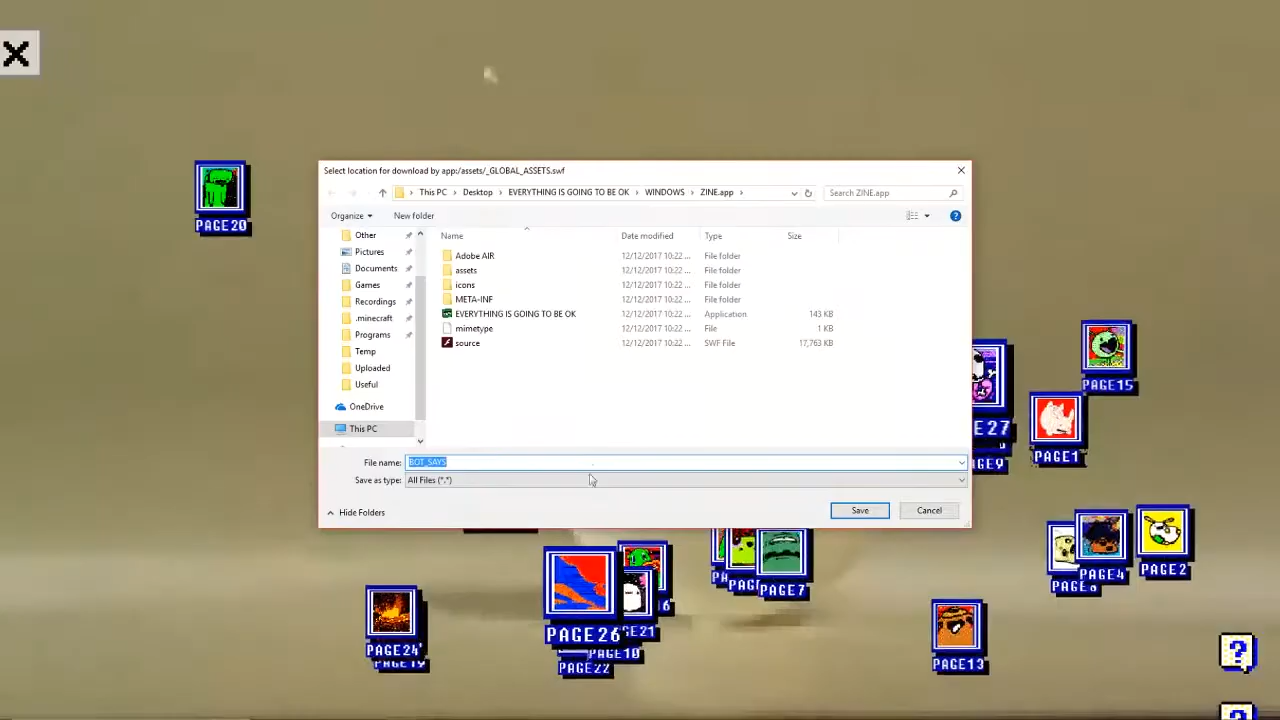 Select location for download by app:/assets/_GLOBAL_ASSETS.swf
This PC > Desktop > EVERYTHING IS GOING TO BE OK > WINDOWS > ZINE.app >
Search ZINE.app
Organize
New folder
Name Date modified Type Size
Other
Pictures
Documents
Games
Recordings
.minecraft
Programs
Temp
Uploaded
Useful
OneDrive
This PC
Adobe AIR 12/12/2017 10:22 ... File folder
assets 12/12/2017 10:22 ... File folder
icons 12/12/2017 10:22 ... File folder
META-INF 12/12/2017 10:22 ... File folder
EVERYTHING IS GOING TO BE OK 12/12/2017 10:22 ... Application 143 KB
mimetype 12/12/2017 10:22 ... File 1 KB
source 12/12/2017 10:22 ... SWF File 17,763 KB
File name: BOT_SAYS
Save as type: All Files (*.*)
Hide Folders
Save
Cancel
PAGE20
PAGE15
E27
GE9
PAGE1
PAGE4
PAGE2
PAGE7
PAGE26
GE21
PAGE10
PAGE22
PAGE24
PAGE19
PAGE13
?
?